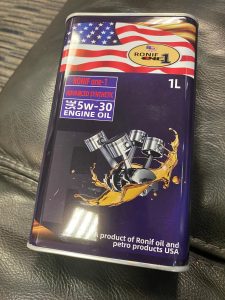 RONIF
one-1
1L
RONIF one-1
ADVANCED SYNTHETIC
5W-30
ENGINE OIL
A product of Ronif oil and
petro products USA